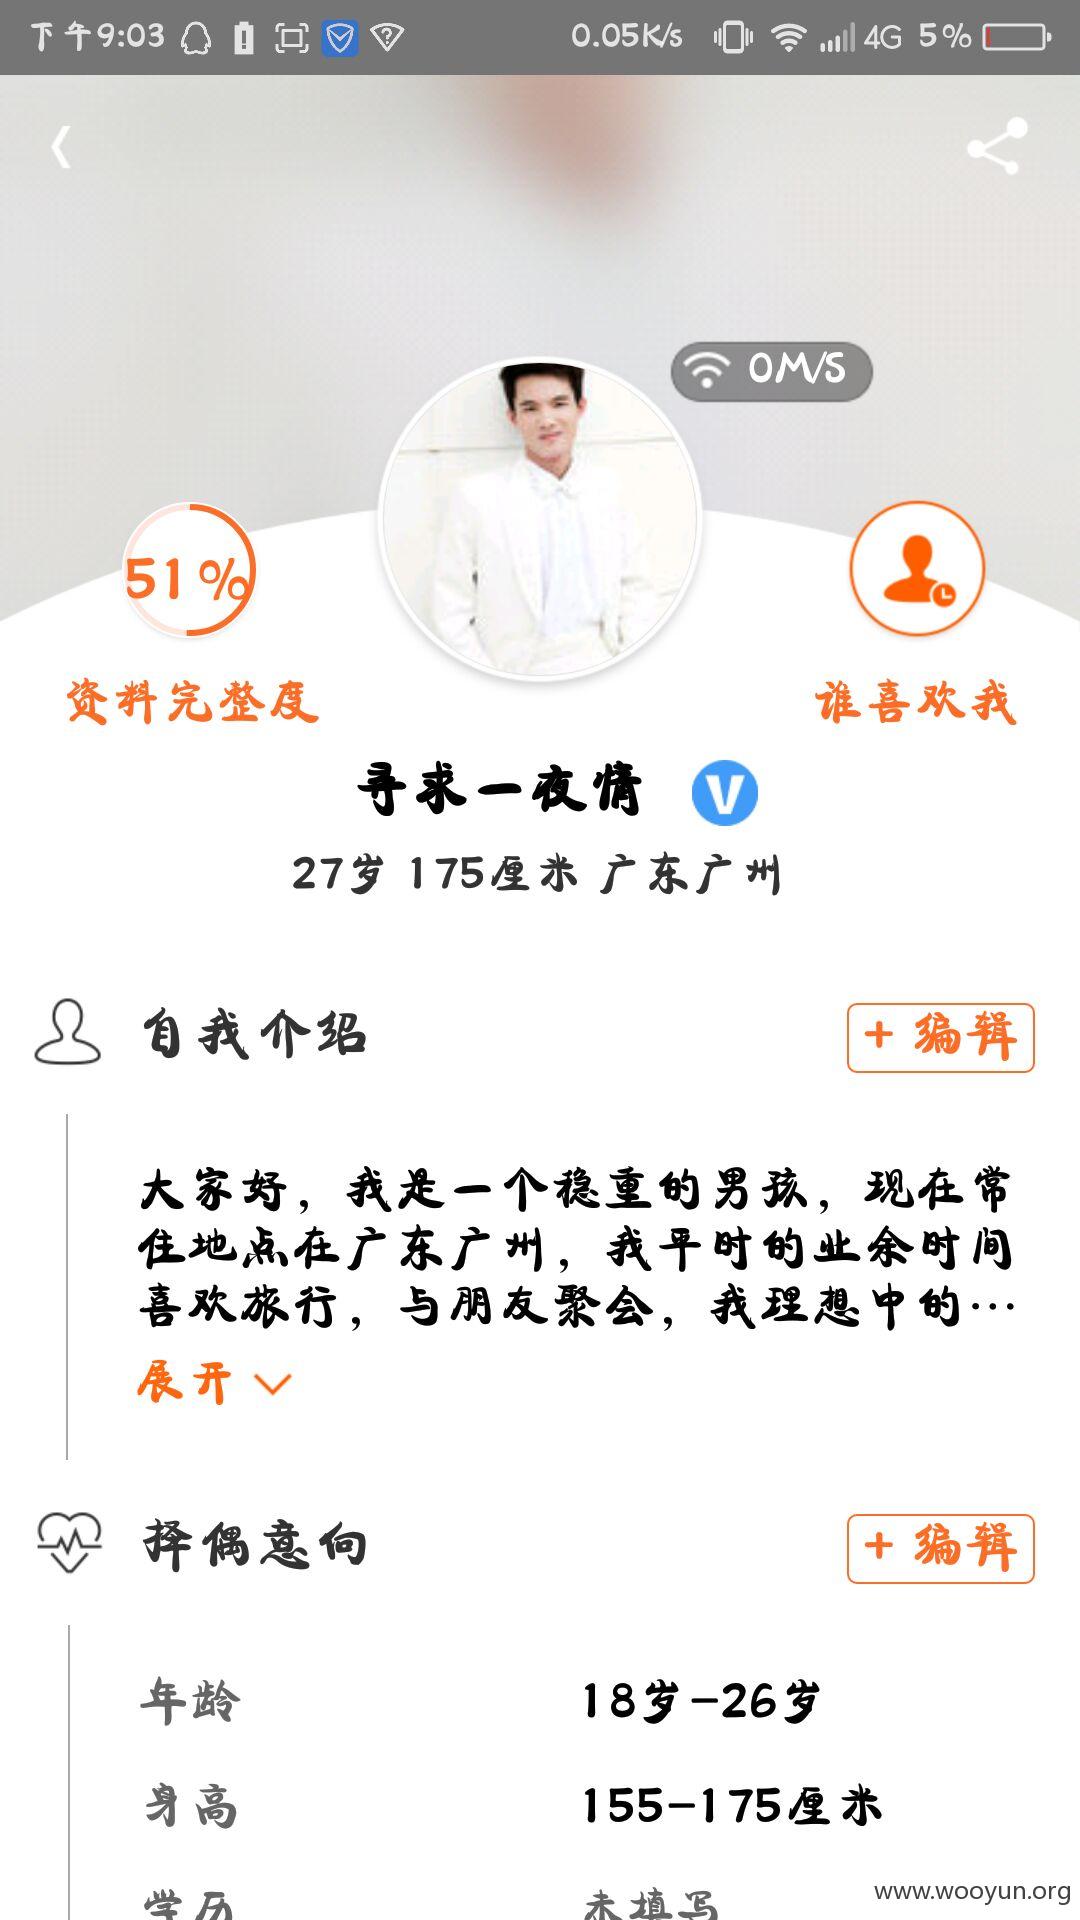 下午9:03 0.05K/s 4G 5%
0M/S
51%
资料完整度 谁喜欢我
寻求一夜情 V
27岁 175厘米 广东广州
自我介绍 + 编辑
大家好，我是一个稳重的男孩，现在常
住地点在广东广州，我平时的业余时间
喜欢旅行，与朋友聚会，我理想中的…
展开
择偶意向 + 编辑
年龄 18岁-26岁
身高 155-175厘米
学历 未填写
www.wooyun.org